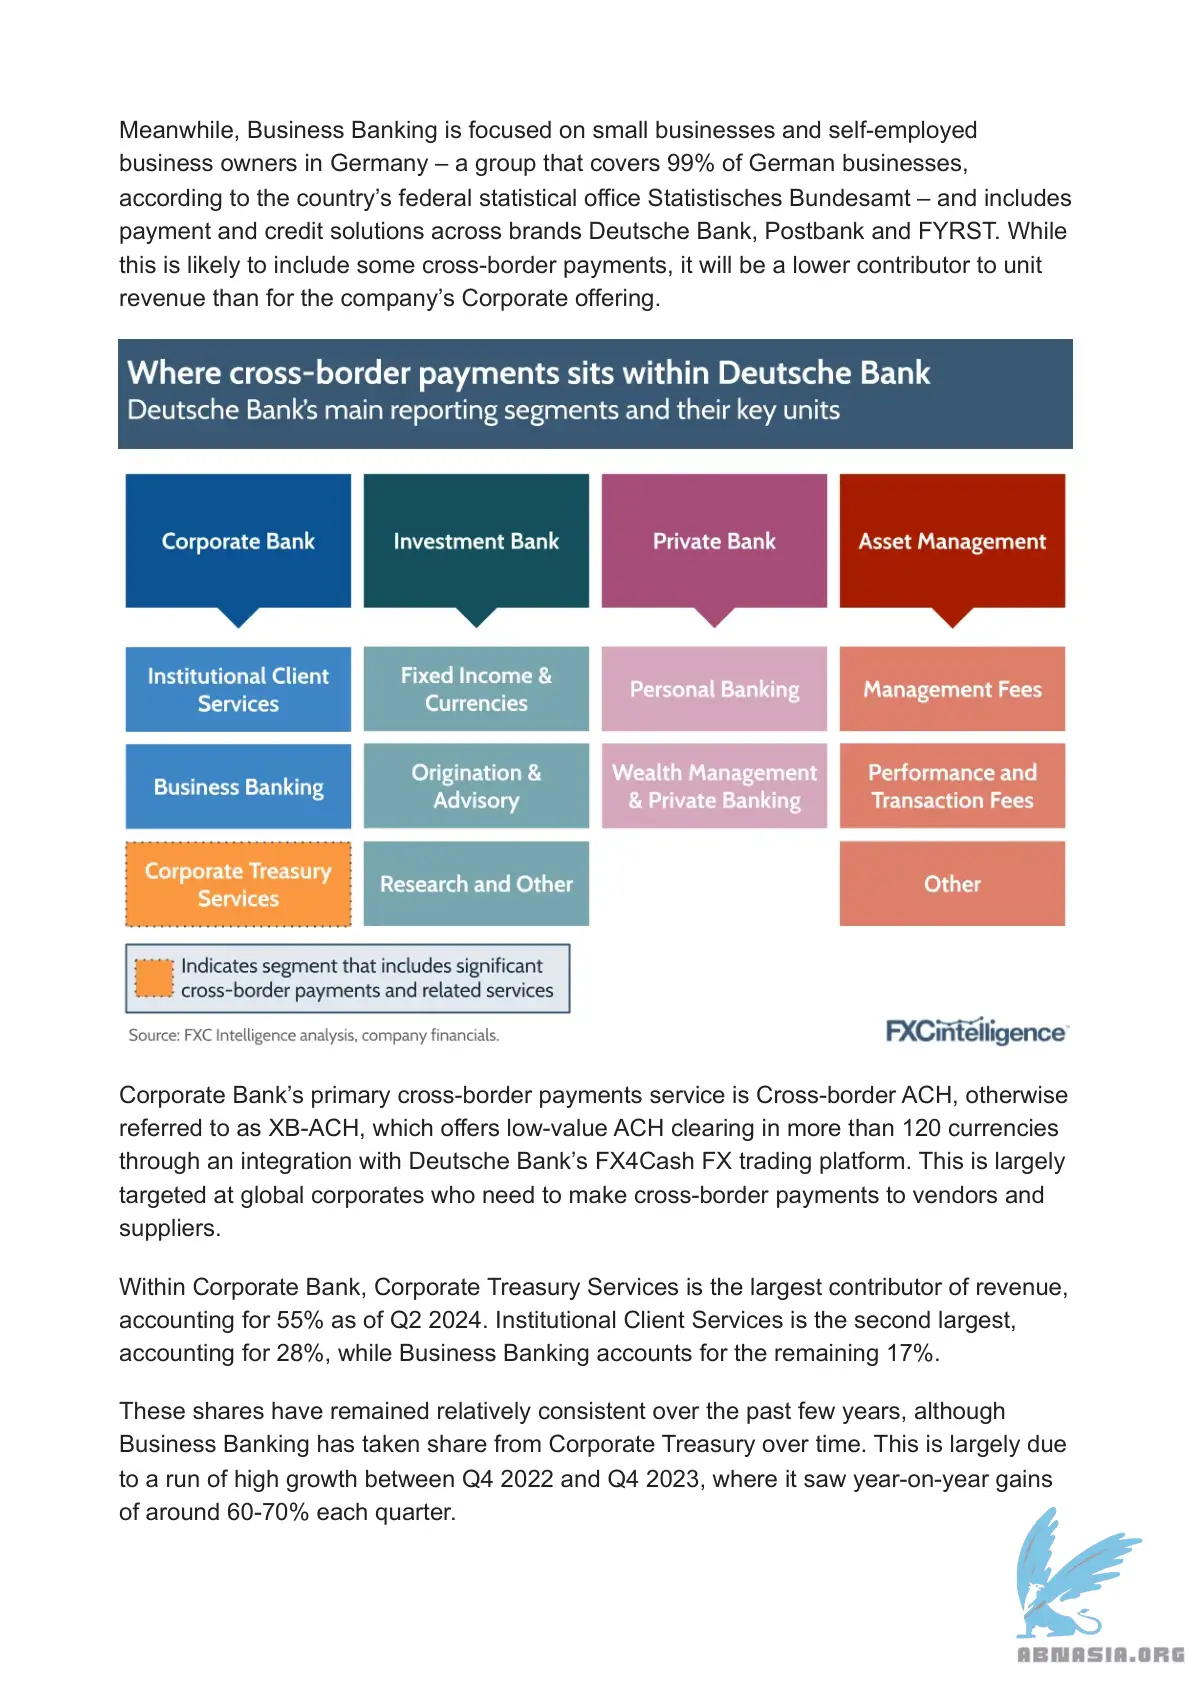 Meanwhile, Business Banking is focused on small businesses and self-employed
business owners in Germany – a group that covers 99% of German businesses,
according to the country’s federal statistical office Statistisches Bundesamt – and includes
payment and credit solutions across brands Deutsche Bank, Postbank and FYRST. While
this is likely to include some cross-border payments, it will be a lower contributor to unit
revenue than for the company’s Corporate offering.
Where cross-border payments sits within Deutsche Bank
Deutsche Bank’s main reporting segments and their key units
Corporate Bank
Investment Bank
Private Bank
Asset Management
Institutional Client
Services
Fixed Income &
Currencies
Personal Banking
Management Fees
Business Banking
Origination &
Advisory
Wealth Management
& Private Banking
Performance and
Transaction Fees
Corporate Treasury
Services
Research and Other
Other
Indicates segment that includes significant
cross-border payments and related services
Source: FXC Intelligence analysis, company financials.
FXCintelligence™
Corporate Bank’s primary cross-border payments service is Cross-border ACH, otherwise
referred to as XB-ACH, which offers low-value ACH clearing in more than 120 currencies
through an integration with Deutsche Bank’s FX4Cash FX trading platform. This is largely
targeted at global corporates who need to make cross-border payments to vendors and
suppliers.
Within Corporate Bank, Corporate Treasury Services is the largest contributor of revenue,
accounting for 55% as of Q2 2024. Institutional Client Services is the second largest,
accounting for 28%, while Business Banking accounts for the remaining 17%.
These shares have remained relatively consistent over the past few years, although
Business Banking has taken share from Corporate Treasury over time. This is largely due
to a run of high growth between Q4 2022 and Q4 2023, where it saw year-on-year gains
of around 60-70% each quarter.
ABNASIA.ORG